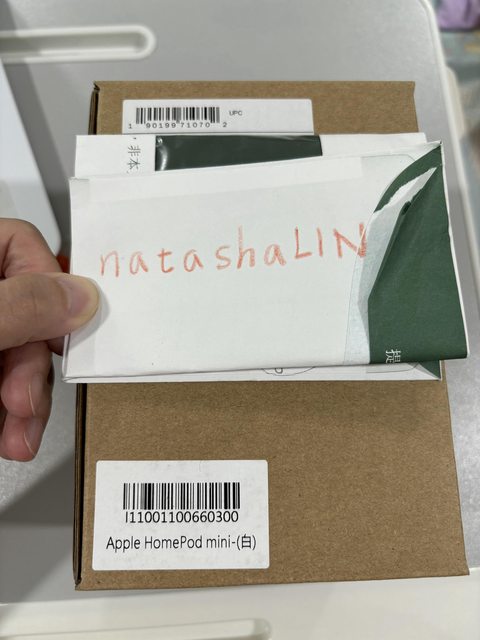 UPC
1 90199 71070 2
，非本
natashaLIN
提
I11001100660300
Apple HomePod mini-(白)